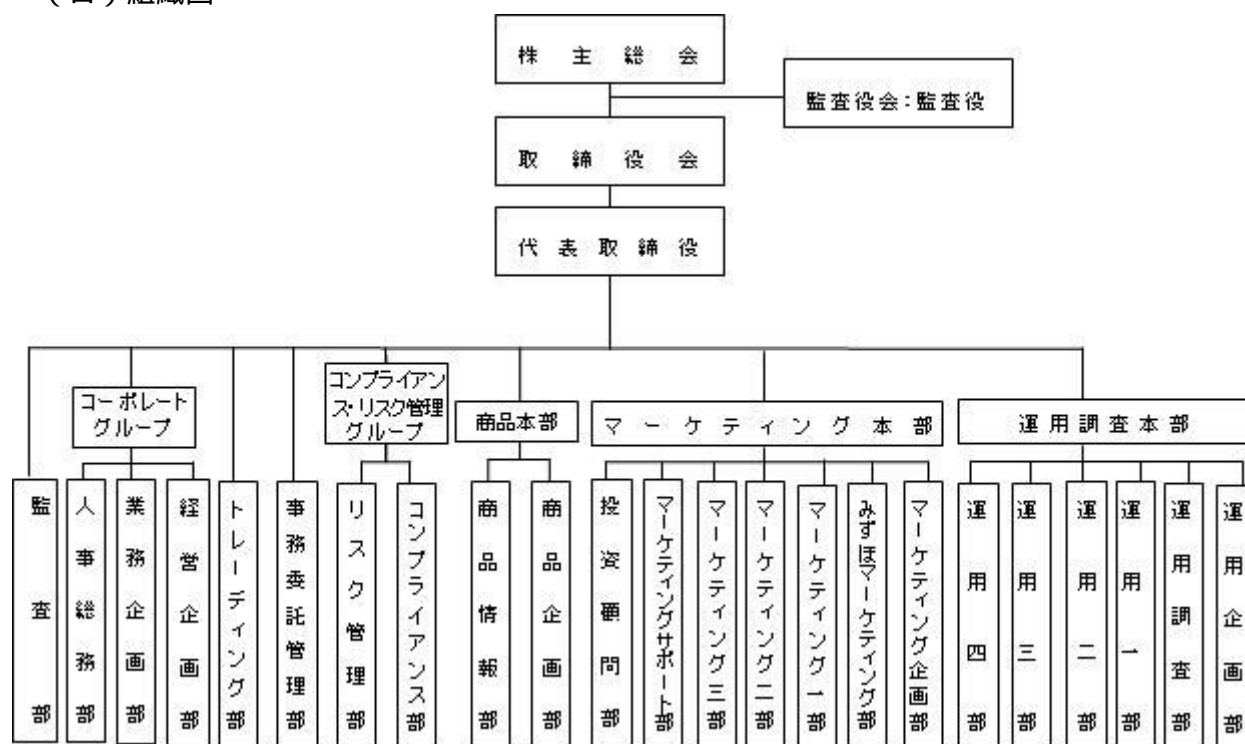 株主総会
監査役会：監査役
取締役会
代表取締役
コーポレート
グループ
コンプライアン
ス・リスク管理
グループ
商品本部
マーケティング本部
運用調査本部
監査部
人事総務部
業務企画部
経営企画部
トレーディング部
事務委託管理部
リスク管理部
コンプライアンス部
商品情報部
商品企画部
投資顧問部
マーケティングサポート部
マーケティング三部
マーケティング二部
マーケティング一部
みずほマーケティング部
マーケティング企画部
運用四部
運用三部
運用二部
運用一部
運用調査部
運用企画部